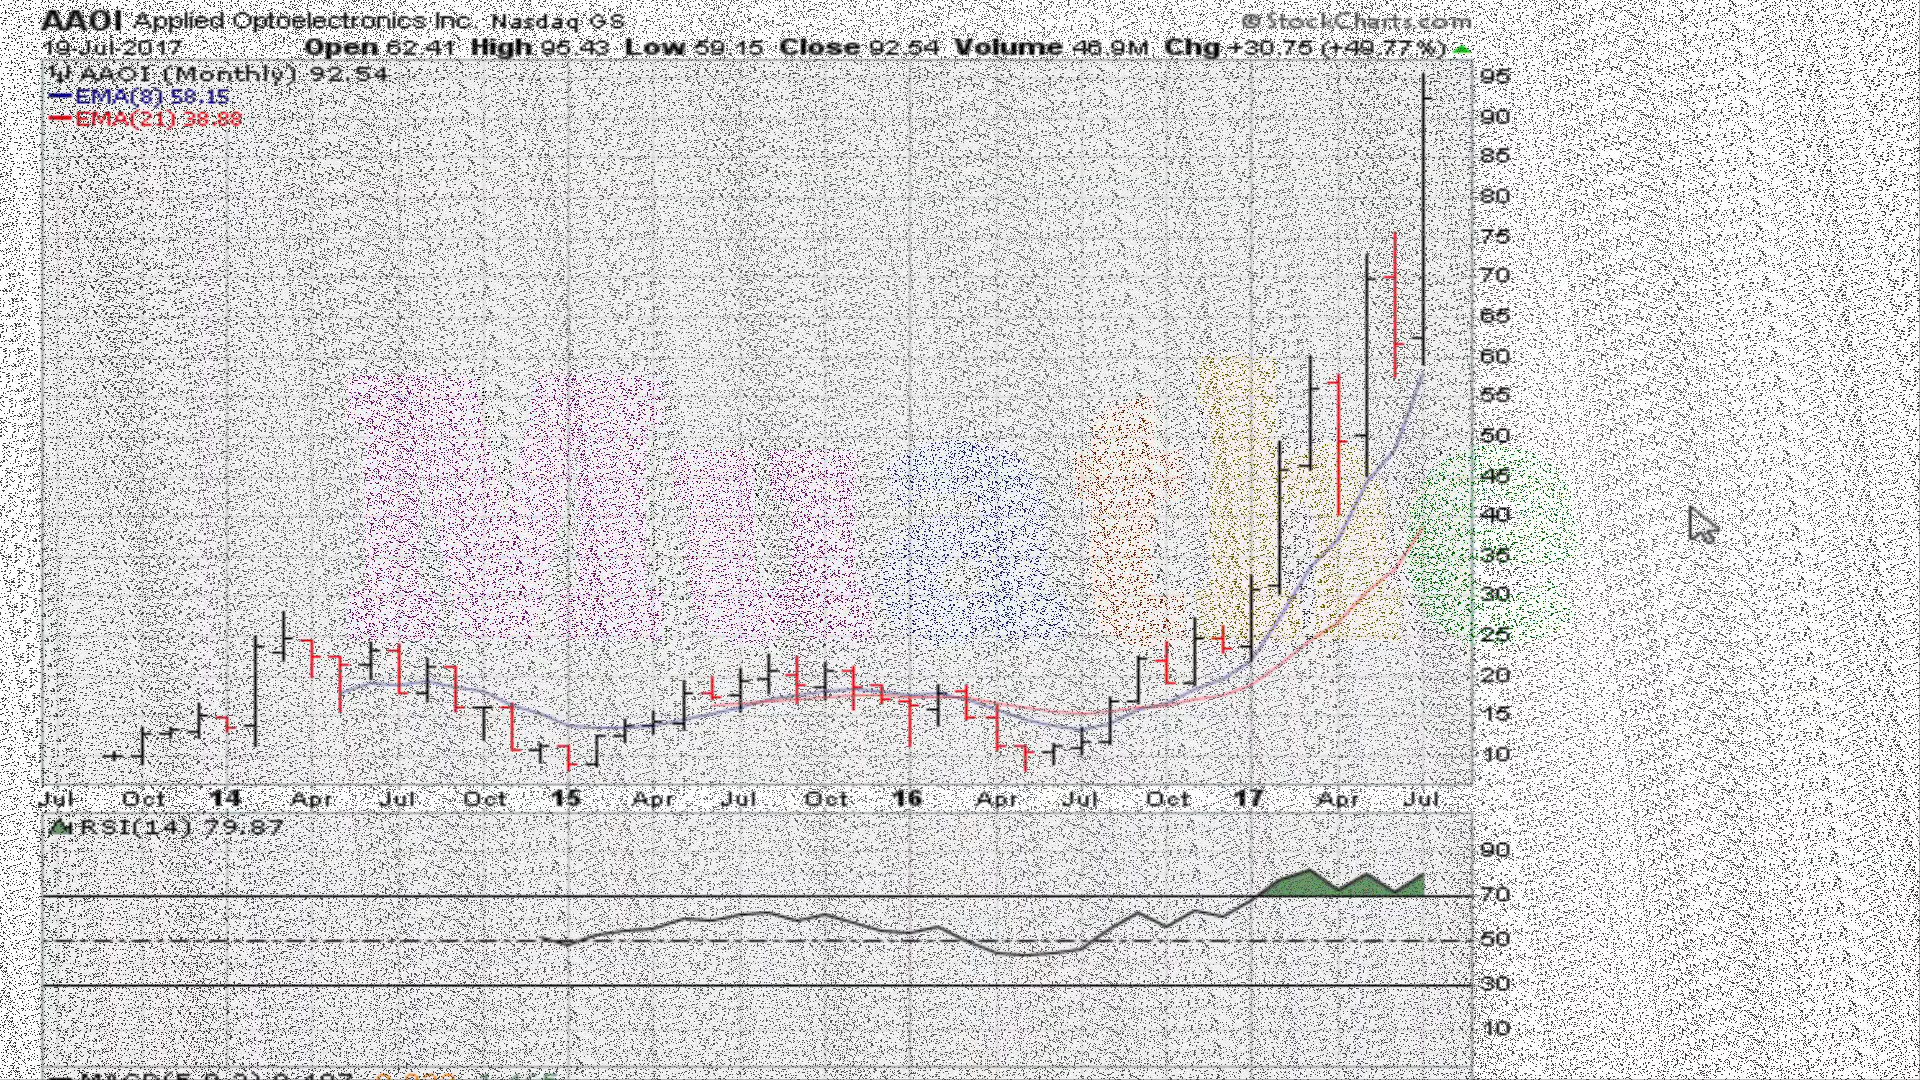 AAOI Applied Optoelectronics Inc. Nasdaq GS
© StockCharts.com
19-Jul-2017 Open 62.41 High 95.43 Low 59.15 Close 92.54 Volume 46.9M Chg +30.75 (+49.77%)
AAOI (Monthly) 92.54
EMA(8) 58.15
EMA(21) 38.88
95
90
85
80
75
70
65
60
55
50
45
40
35
30
25
20
15
10
Jul Oct 14 Apr Jul Oct 15 Apr Jul Oct 16 Apr Jul Oct 17 Apr Jul
RSI(14) 79.87
90
70
50
30
10